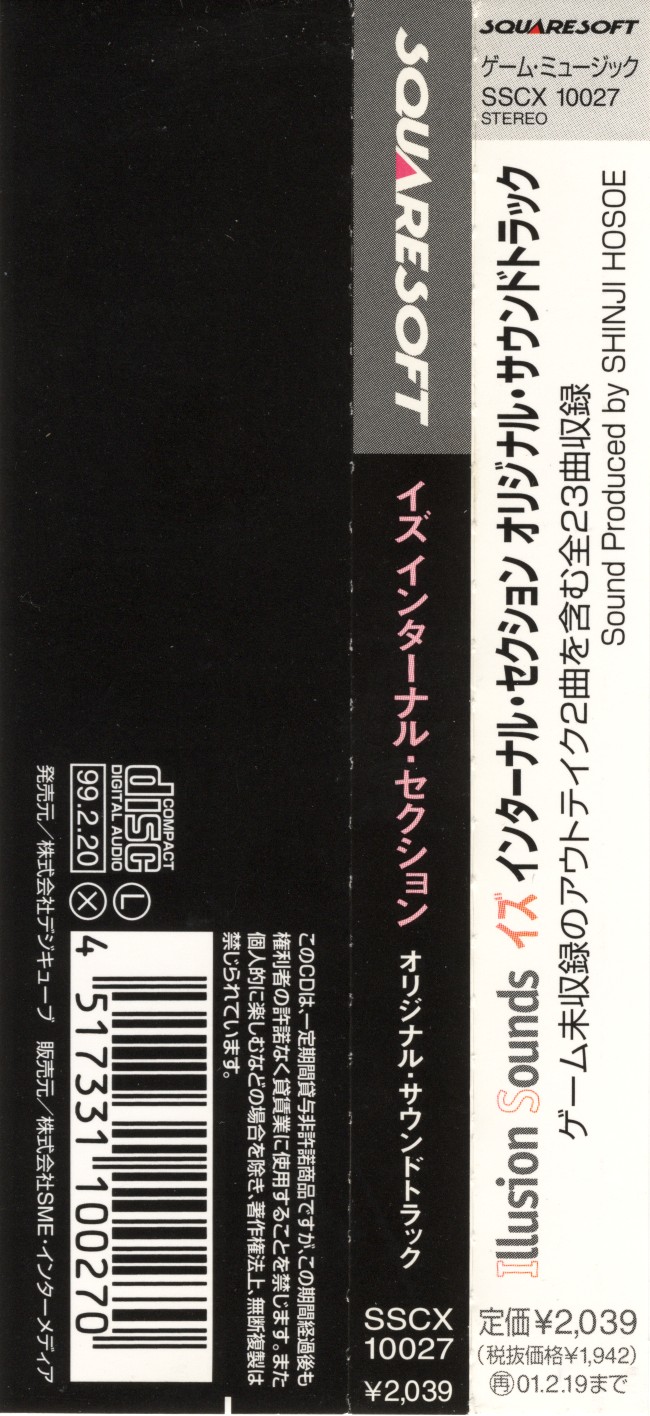 SQUARESOFT
ゲーム・ミュージック
SSCX 10027
STEREO
Illusion Sounds イズ インターナル・セクション オリジナル・サウンドトラック
ゲーム未収録のアウトテイク2曲を含む全23曲収録
Sound Produced by SHINJI HOSOE
定価¥2,039
(税抜価格¥1,942)
再01.2.19まで
SQUARESOFT
イズ インターナル・セクション オリジナル・サウンドトラック
SSCX
10027
¥2,039
このCDは、一定期間貸与非許諾商品ですが、この期間経過後も
権利者の許諾なく賃貸業に使用することを禁じます。また
個人的に楽しむなどの場合を除き、著作権法上、無断複製は
禁じられています。
COMPACT
disc
DIGITAL AUDIO
99.2.20
L
X
4 517331 100270
発売元／株式会社デジキューブ 販売元／株式会社SME・インターメディア